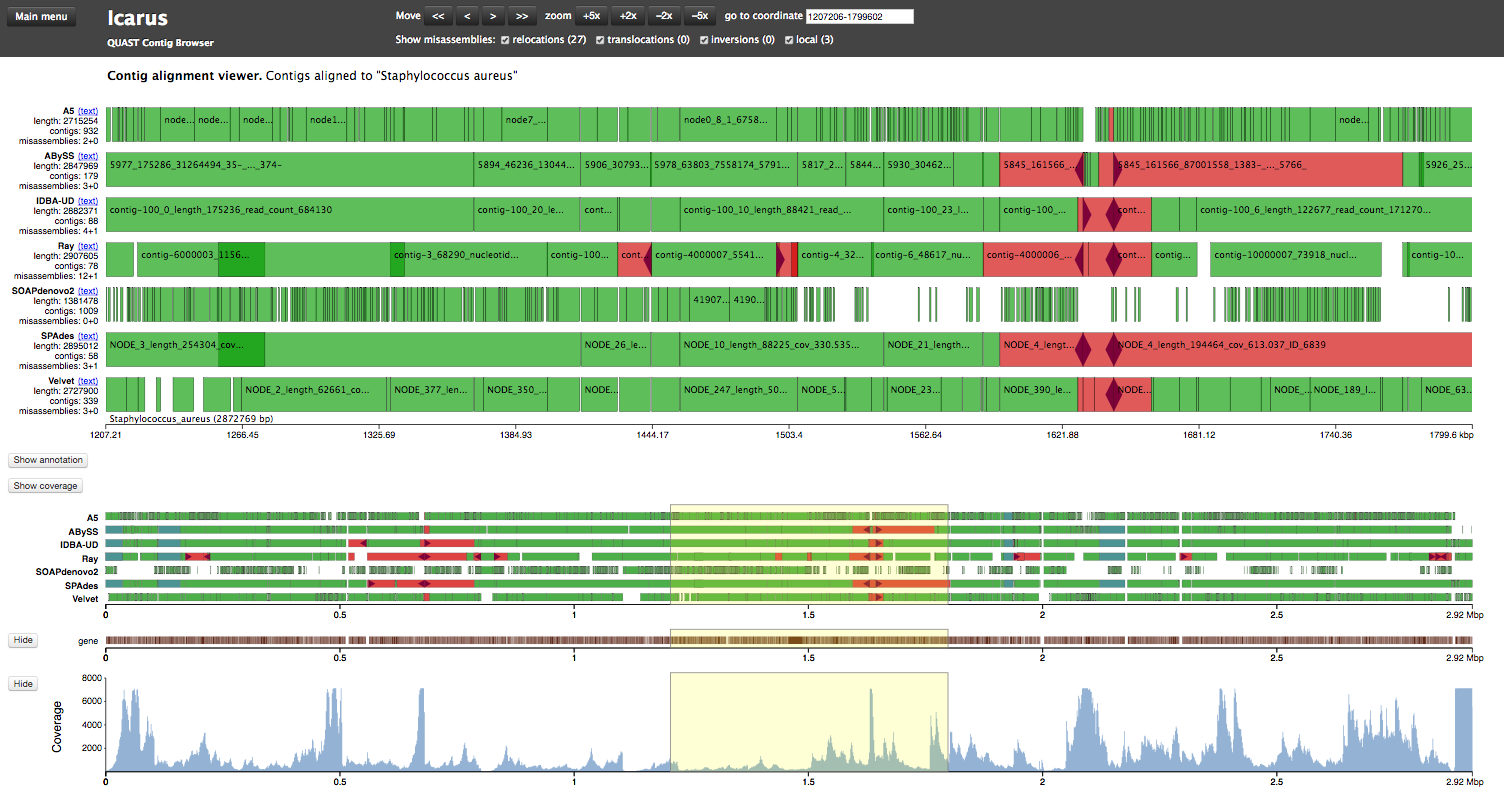 Main menu
Icarus
QUAST Contig Browser
Move << < > >> zoom +5x +2x −2x −5x go to coordinate 1207206-1799602
Show misassemblies: relocations (27) translocations (0) inversions (0) local (3)
Contig alignment viewer. Contigs aligned to "Staphylococcus aureus"
A5 (text)
length: 2715254
contigs: 932
misassemblies: 2+0
node... node... node... node1... node7_... node0_8_1_6758... node...
ABySS (text)
length: 2847969
contigs: 179
misassemblies: 3+0
5977_175286_31264494_35-_...,374- 5894_46236_13044... 5906_30793... 5978_63803_7558174_5791... 5817_2... 5844... 5930_30462... 5845_161566_... 5845_161566_87001558_1383-_..._5766_ 5926_25...
IDBA-UD (text)
length: 2882371
contigs: 88
misassemblies: 4+1
contig-100_0_length_175236_read_count_684130 contig-100_20_le... cont... contig-100_10_length_88421_read_... contig-100_23_l... contig-100_... cont... contig-100_6_length_122677_read_count_171270...
Ray (text)
length: 2907605
contigs: 78
misassemblies: 12+1
contig-6000003_1156... contig-3_68290_nucleotid... contig-100... cont... contig-4000007_5541... contig-4_32... contig-6_48617_nu... contig-4000006_... cont... contig... contig-10000007_73918_nucl... contig-10...
SOAPdenovo2 (text)
length: 1381478
contigs: 1009
misassemblies: 0+0
41907... 4190...
SPAdes (text)
length: 2895012
contigs: 58
misassemblies: 3+1
NODE_3_length_254304_cov... NODE_26_le... NODE_10_length_88225_cov_330.535... NODE_21_length... NODE_4_lengt... NODE_4_length_194464_cov_613.037_ID_6839
Velvet (text)
length: 2727900
contigs: 339
misassemblies: 3+0
NODE_2_length_62661_co... NODE_377_len... NODE_350_... NODE... NODE_247_length_50... NODE_5... NODE_23... NODE_390_le... NODE... NODE_... NODE_189_l... NODE_63...
Staphylococcus_aureus (2872769 bp)
1207.21 1266.45 1325.69 1384.93 1444.17 1503.4 1562.64 1621.88 1681.12 1740.36 1799.6 kbp
Show annotation
Show coverage
A5
ABySS
IDBA-UD
Ray
SOAPdenovo2
SPAdes
Velvet
0 0.5 1 1.5 2 2.5 2.92 Mbp
Hide
gene
0 0.5 1 1.5 2 2.5 2.92 Mbp
Hide
Coverage
8000
6000
4000
2000
0 0.5 1 1.5 2 2.5 2.92 Mbp